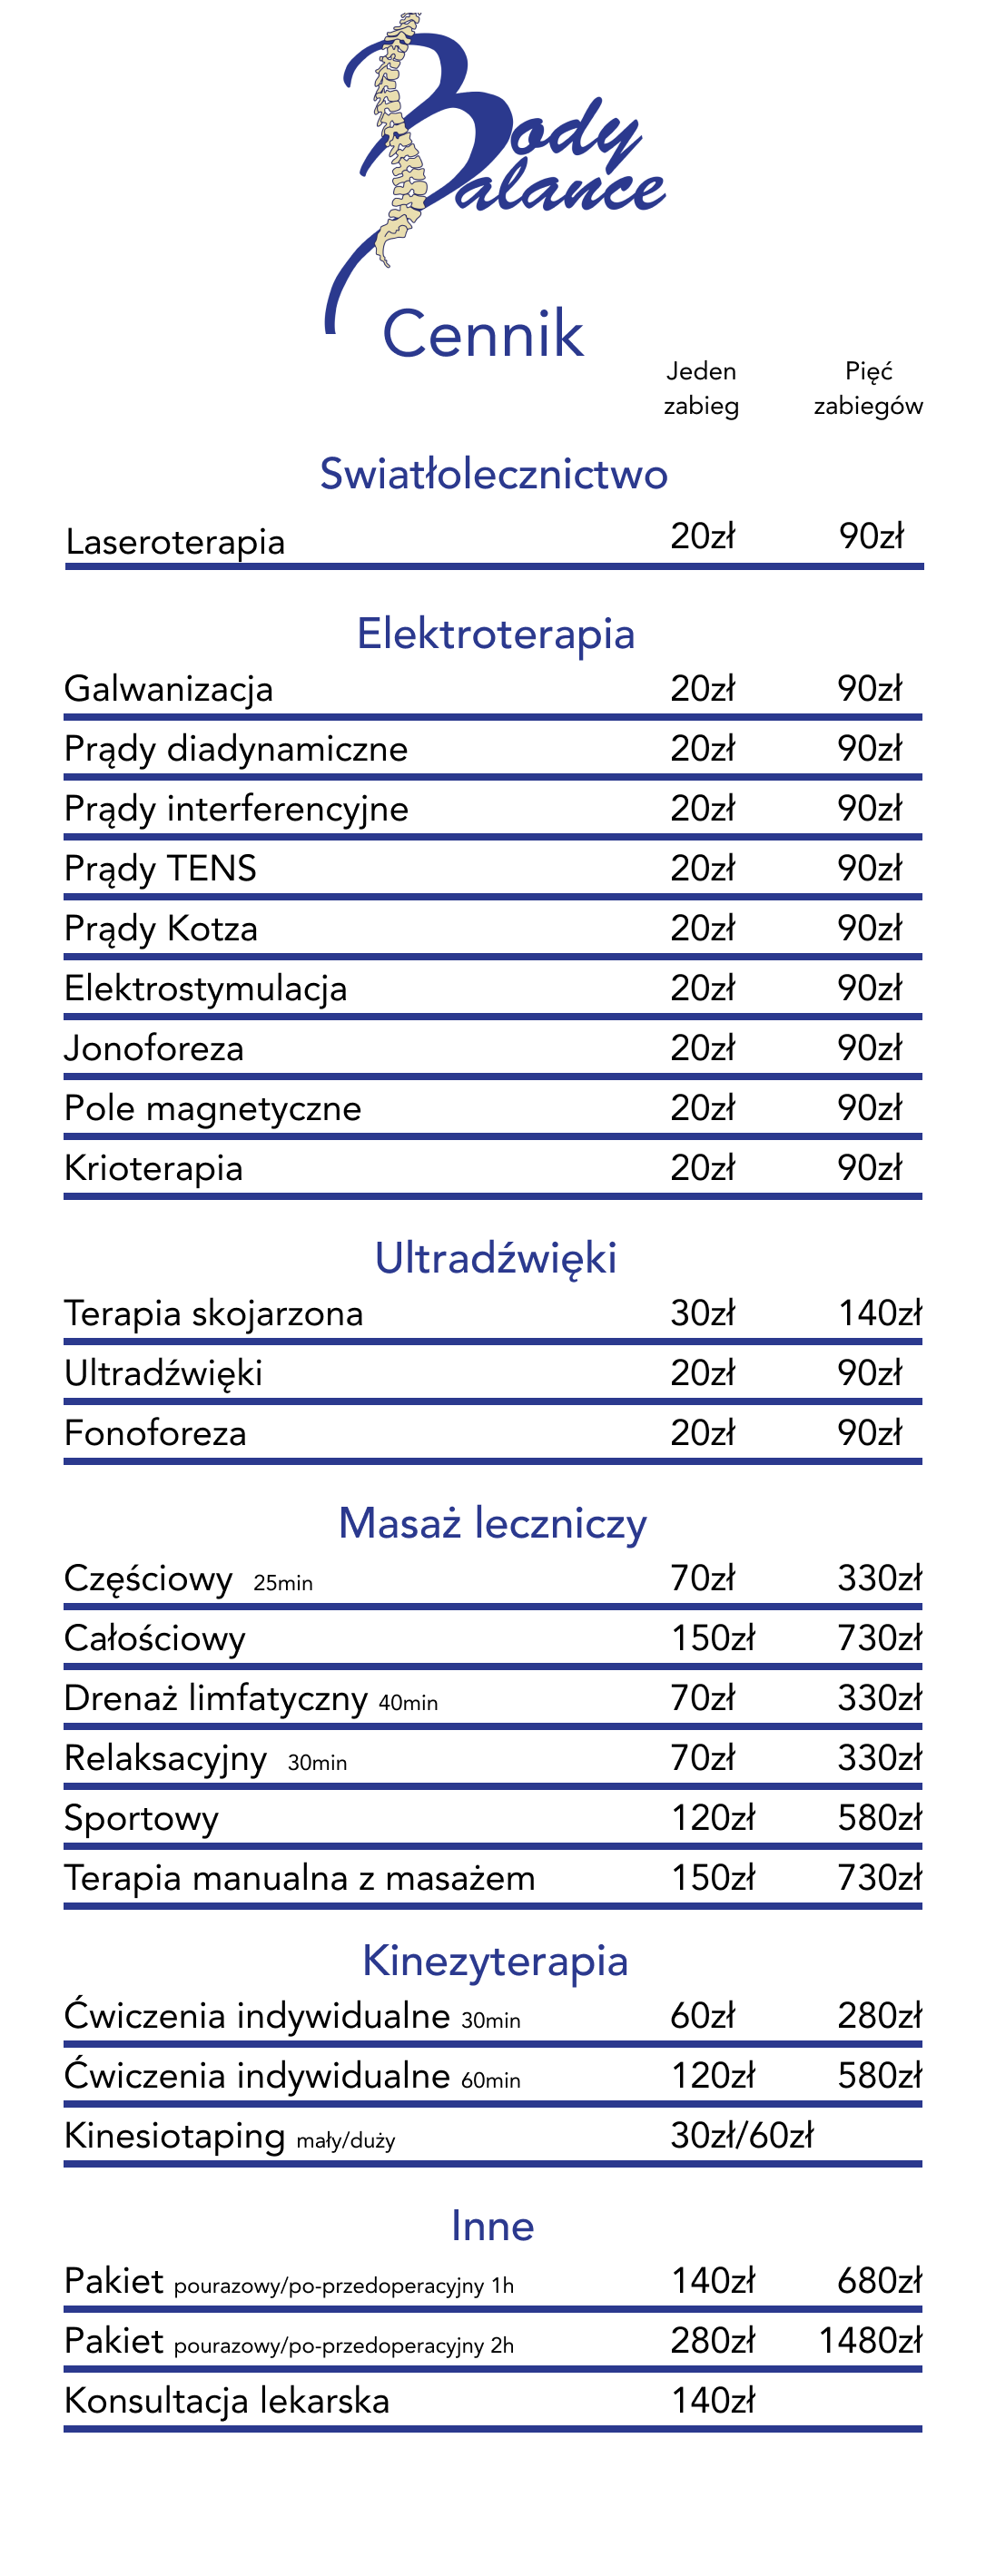 Body
Balance
Cennik
Jeden zabieg
Pięć zabiegów
Swiatłolecznictwo
Laseroterapia 20zł 90zł
Elektroterapia
Galwanizacja 20zł 90zł
Prądy diadynamiczne 20zł 90zł
Prądy interferencyjne 20zł 90zł
Prądy TENS 20zł 90zł
Prądy Kotza 20zł 90zł
Elektrostymulacja 20zł 90zł
Jonoforeza 20zł 90zł
Pole magnetyczne 20zł 90zł
Krioterapia 20zł 90zł
Ultradźwięki
Terapia skojarzona 30zł 140zł
Ultradźwięki 20zł 90zł
Fonoforeza 20zł 90zł
Masaż leczniczy
Częściowy 25min 70zł 330zł
Całościowy 150zł 730zł
Drenaż limfatyczny 40min 70zł 330zł
Relaksacyjny 30min 70zł 330zł
Sportowy 120zł 580zł
Terapia manualna z masażem 150zł 730zł
Kinezyterapia
Ćwiczenia indywidualne 30min 60zł 280zł
Ćwiczenia indywidualne 60min 120zł 580zł
Kinesiotaping mały/duży 30zł/60zł
Inne
Pakiet pourazowy/po-przedoperacyjny 1h 140zł 680zł
Pakiet pourazowy/po-przedoperacyjny 2h 280zł 1480zł
Konsultacja lekarska 140zł